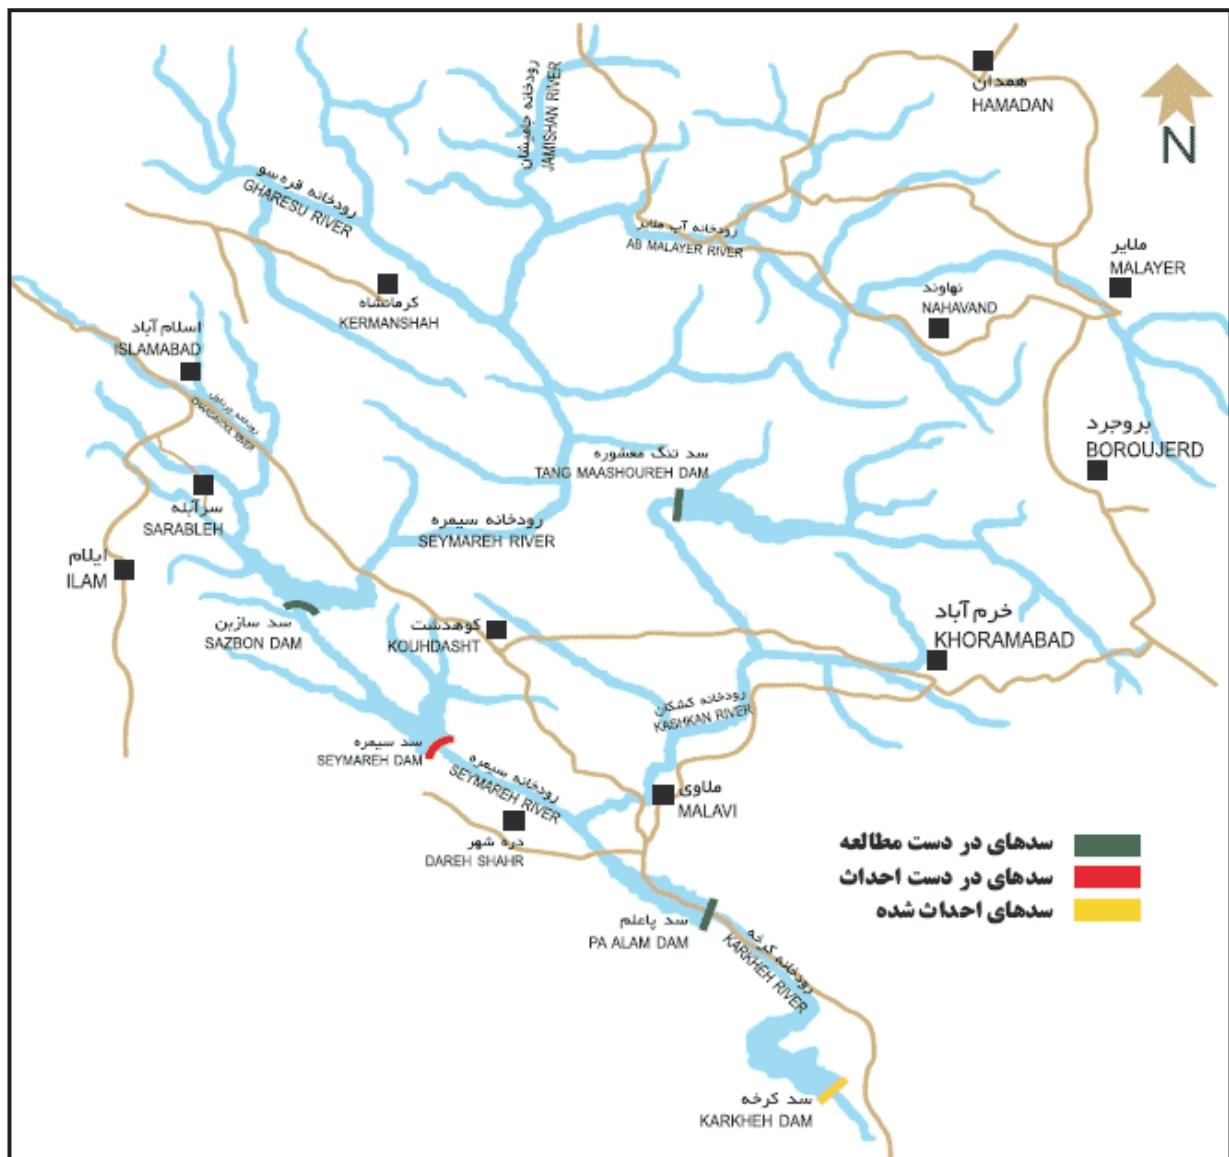 همدان
HAMADAN
N
رودخانه جامیشان
JAMISHAN RIVER
رودخانه قره سو
GHARESU RIVER
رودخانه آب ملایر
AB MALAYER RIVER
ملایر
MALAYER
نهاوند
NAHAVAND
کرمانشاه
KERMANSHAH
اسلام آباد
ISLAMABAD
بروجرد
BOROUJERD
سد تنگ معشوره
TANG MAASHOUREH DAM
سرآبله
SARABLEH
رودخانه سیمره
SEYMAREH RIVER
ایلام
ILAM
سد سازبن
SAZBON DAM
کوهدشت
KOUHDASHT
خرم آباد
KHORAMABAD
رودخانه کشکان
KASHKAN RIVER
سد سیمره
SEYMAREH DAM
رودخانه سیمره
SEYMAREH RIVER
ملاوی
MALAVI
دره شهر
DAREH SHAHR
سدهای در دست مطالعه
سدهای در دست احداث
سدهای احداث شده
سد پاعلم
PA ALAM DAM
رودخانه کرخه
KARKHEH RIVER
سد کرخه
KARKHEH DAM